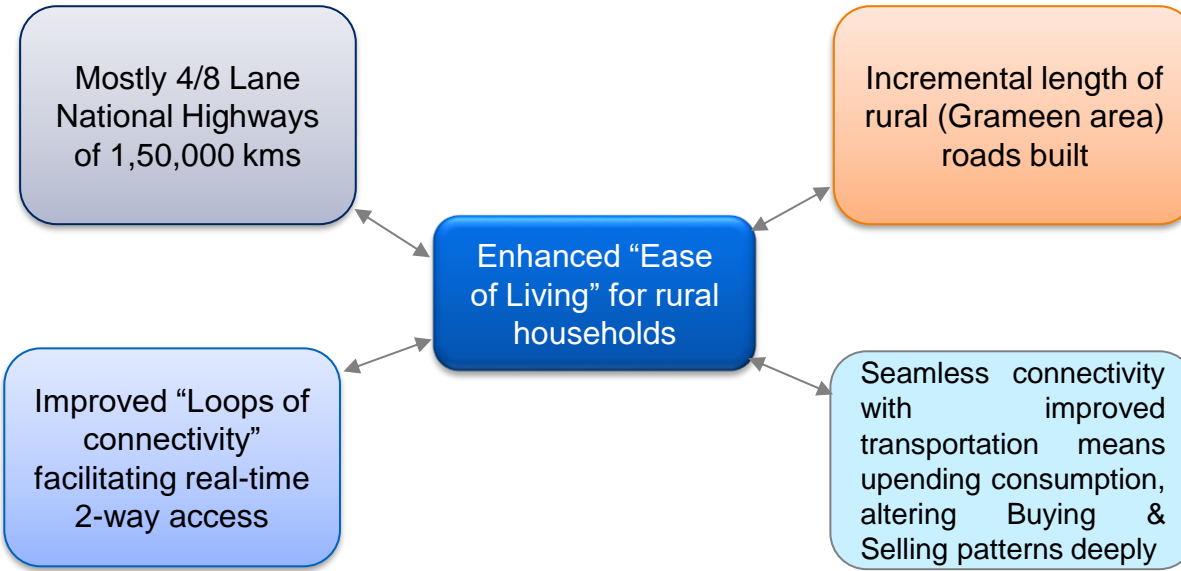 Mostly 4/8 Lane
National Highways
of 1,50,000 kms
Incremental length of
rural (Grameen area)
roads built
Enhanced “Ease
of Living” for rural
households
Improved “Loops of
connectivity”
facilitating real-time
2-way access
Seamless connectivity
with improved
transportation means
upending consumption,
altering Buying &
Selling patterns deeply